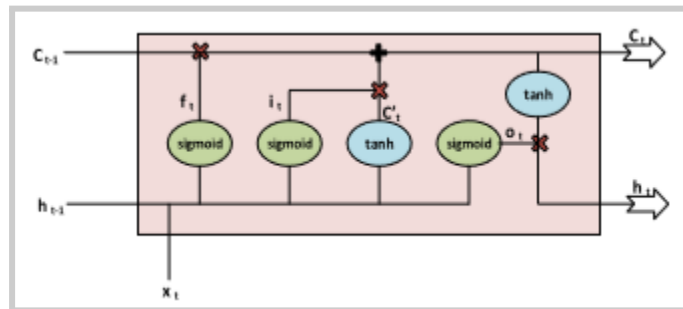 C t-1
C t
tanh
f t
i t
C't
sigmoid
sigmoid
tanh
sigmoid
o t
h t-1
h t
x t